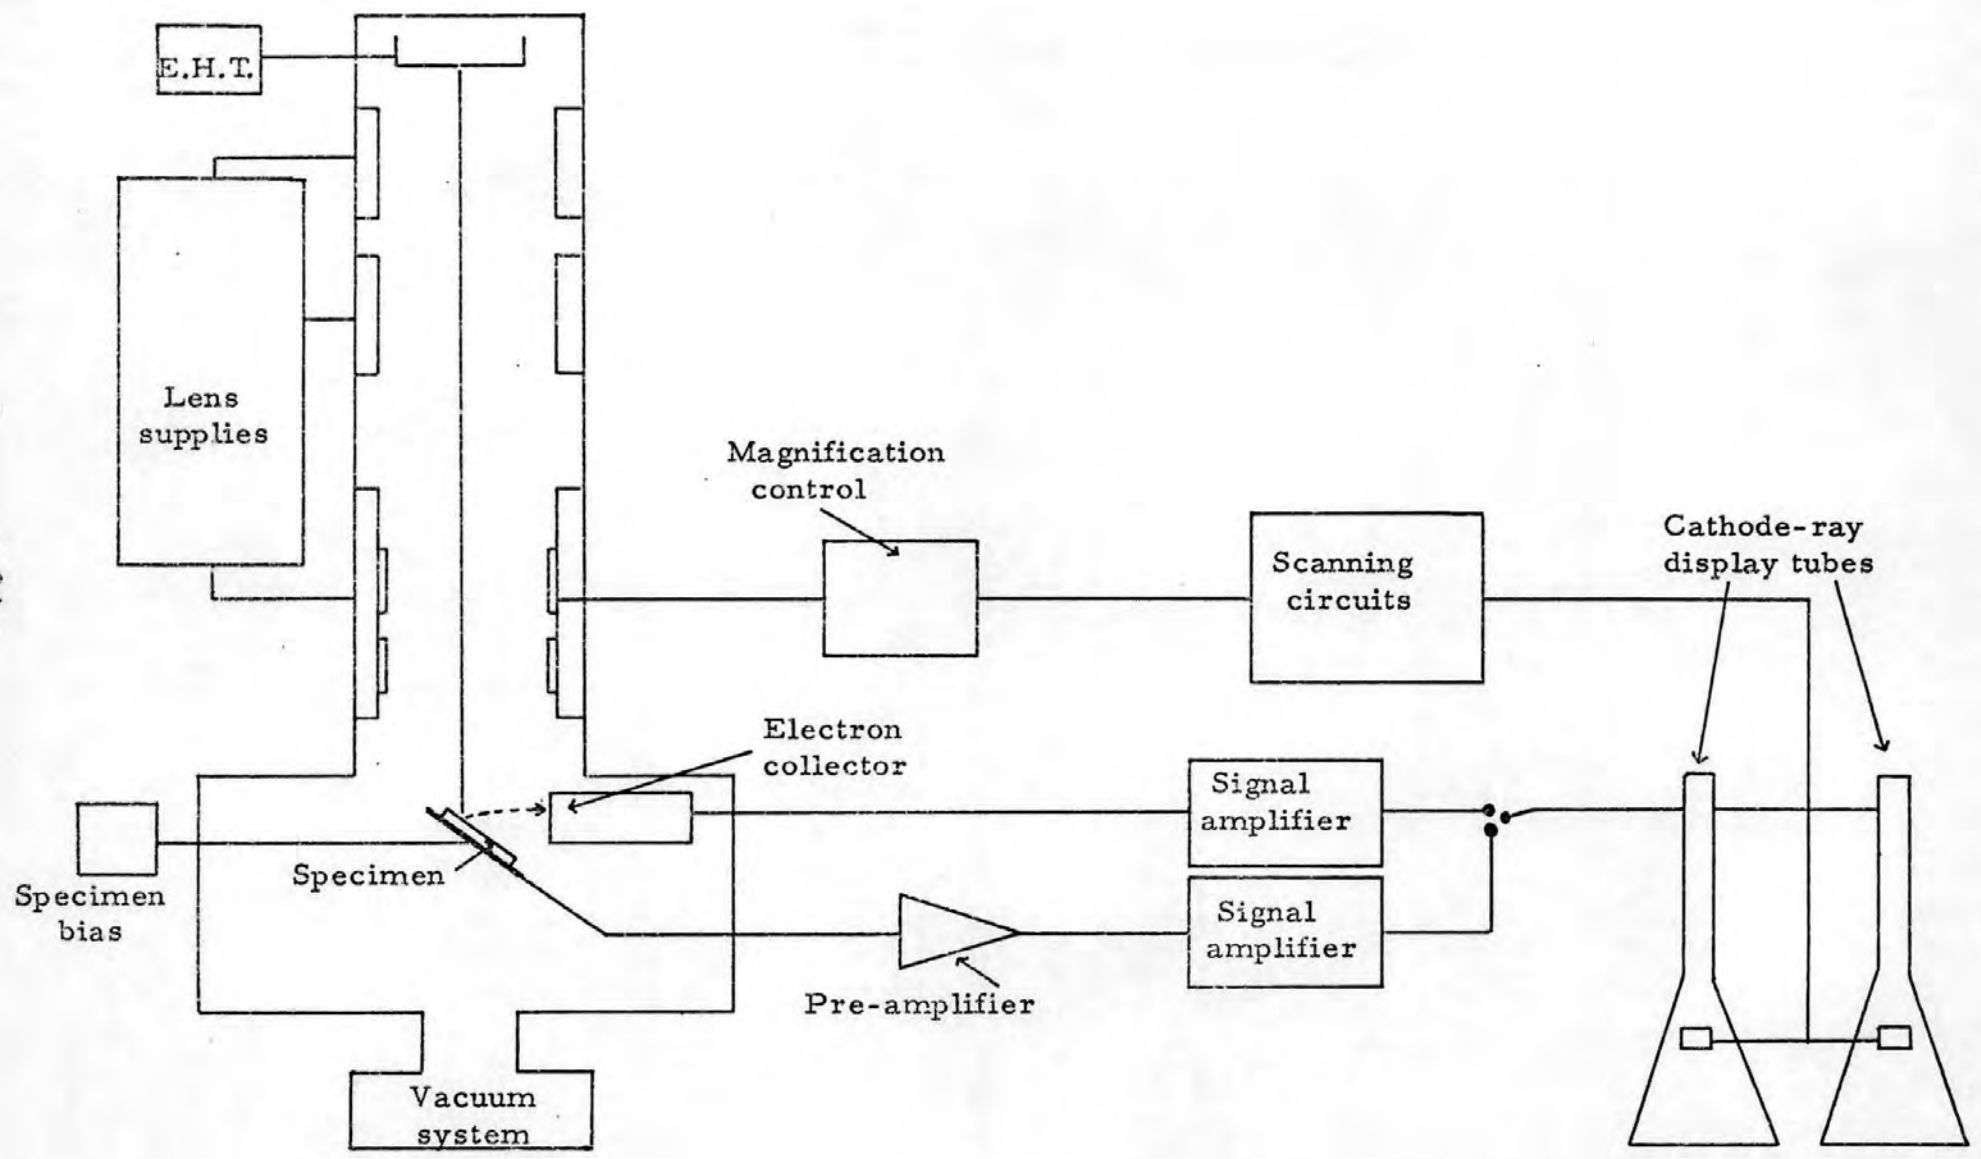 E.H.T.
Lens
supplies
Magnification
control
Scanning
circuits
Cathode-ray
display tubes
Electron
collector
Signal
amplifier
Specimen
Specimen
bias
Signal
amplifier
Pre-amplifier
Vacuum
system